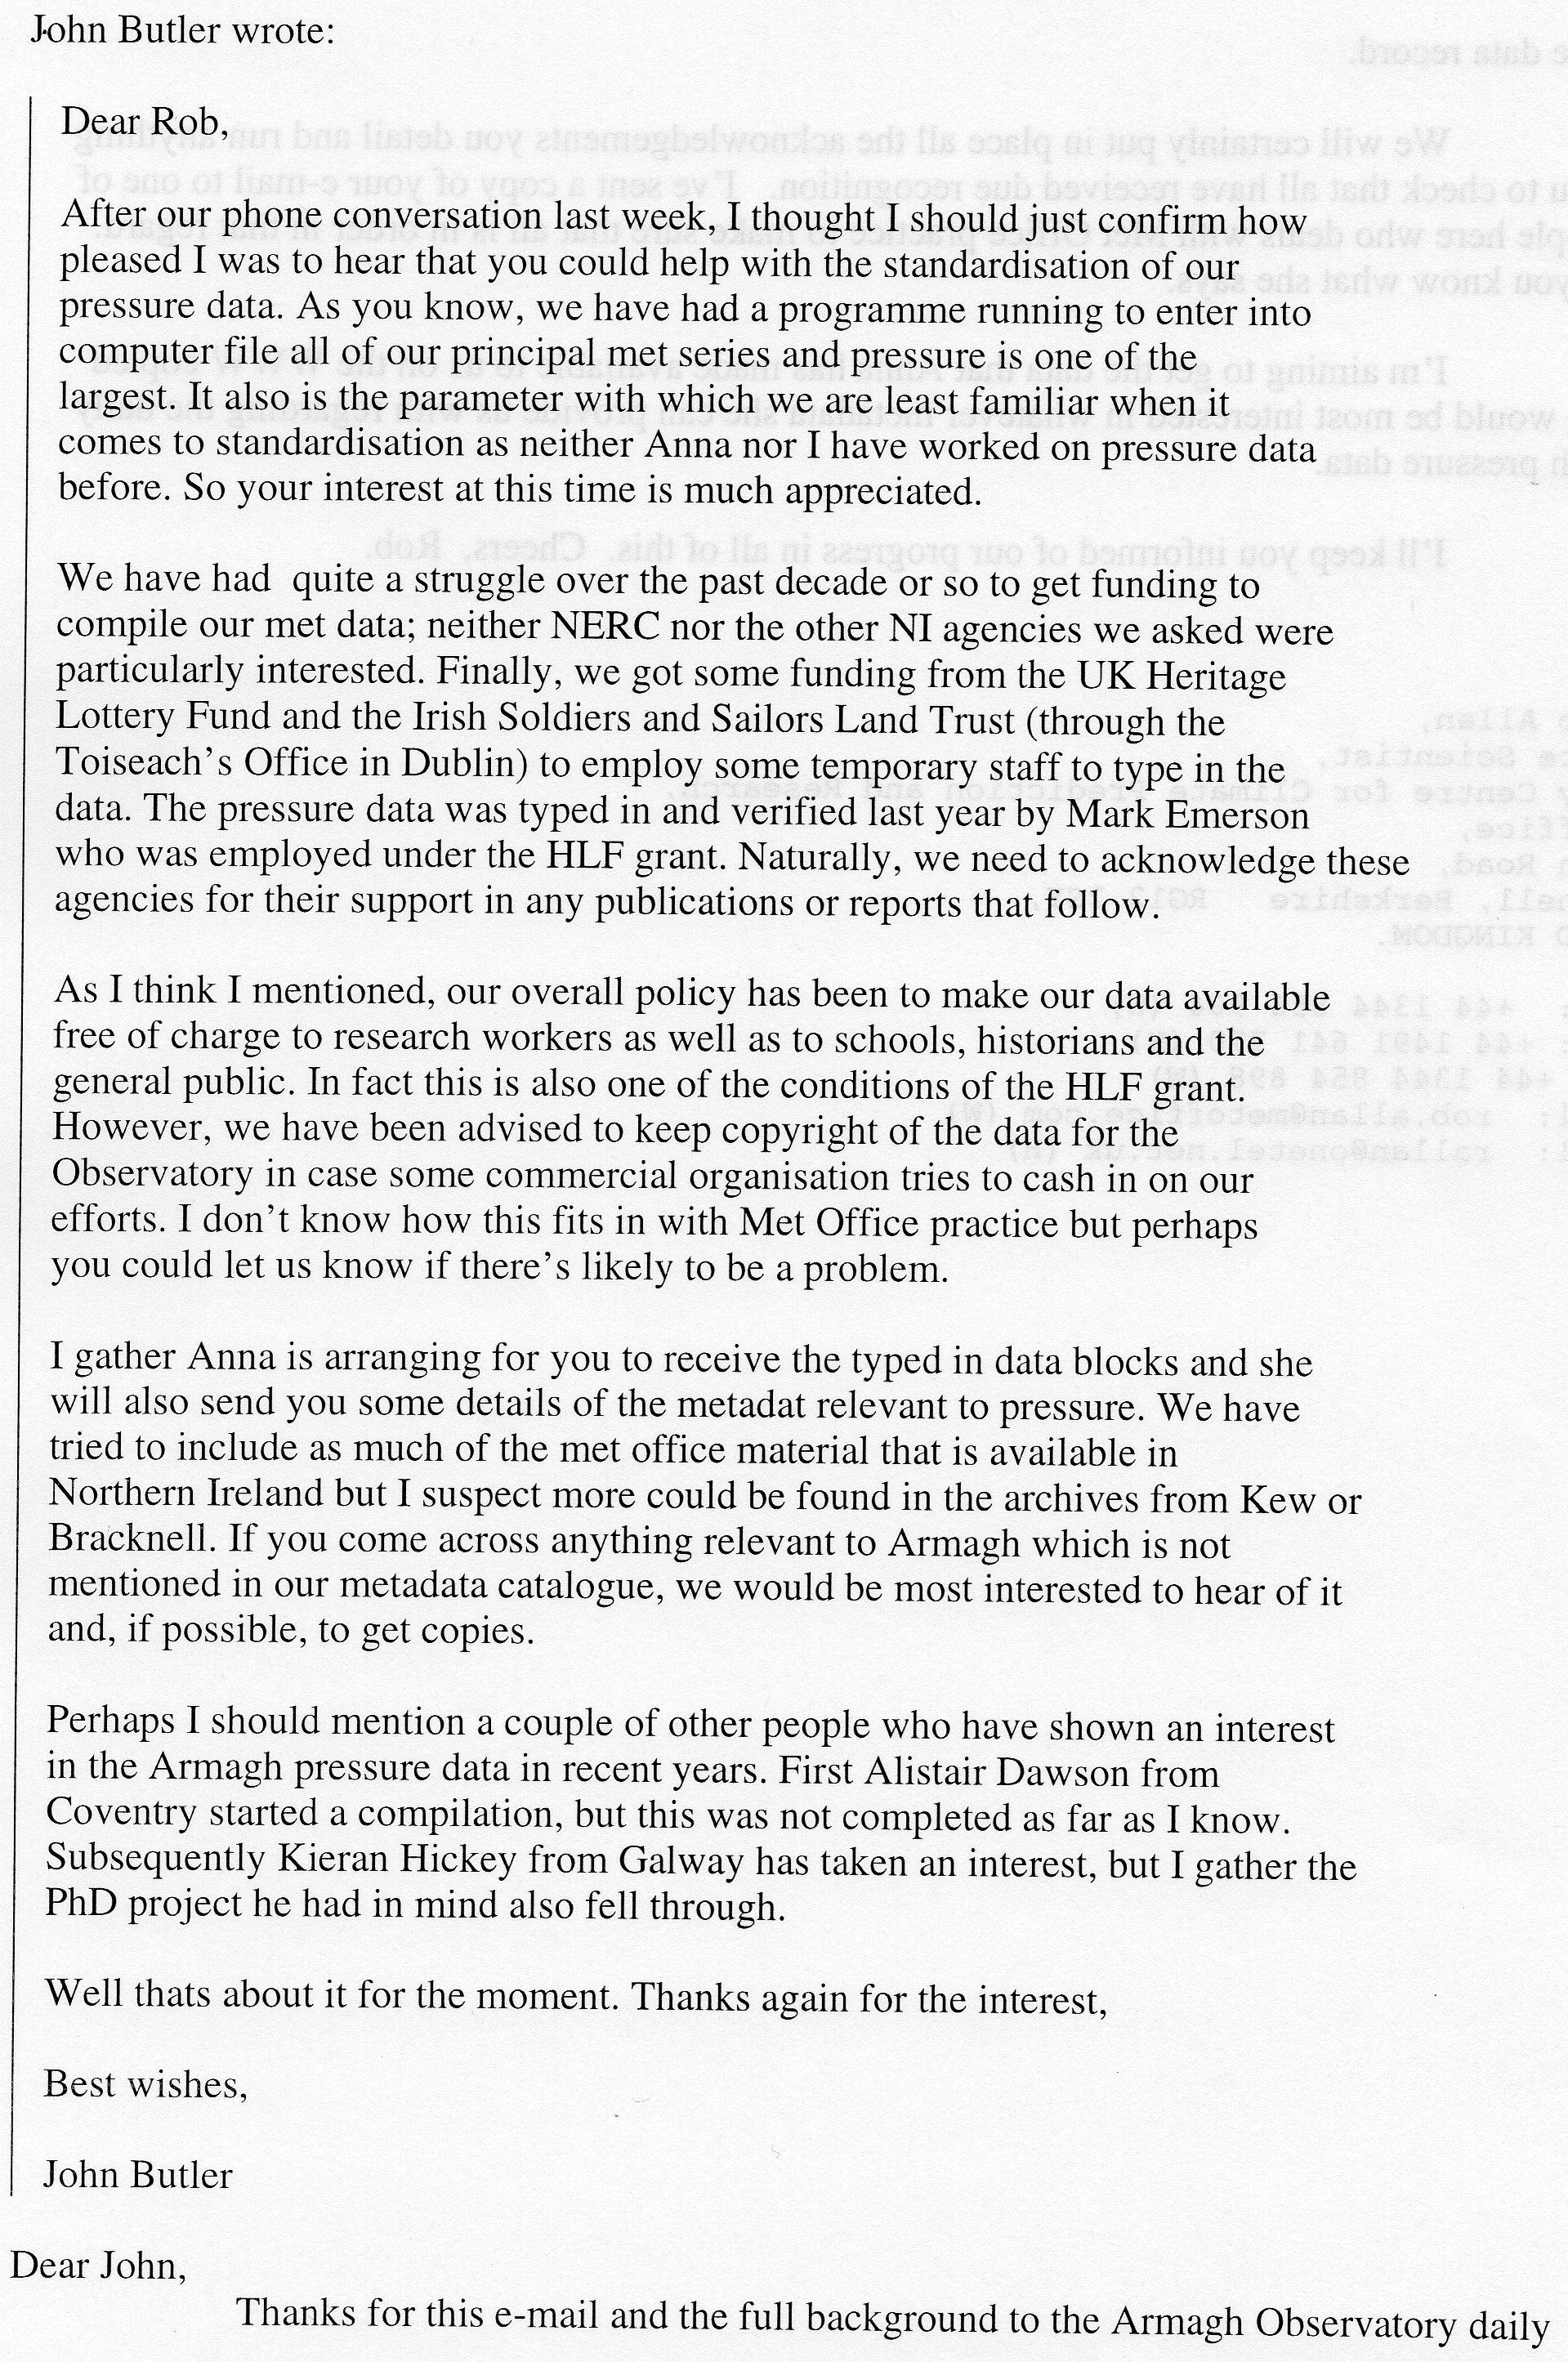 John Butler wrote:
Dear Rob,
After our phone conversation last week, I thought I should just confirm how
pleased I was to hear that you could help with the standardisation of our
pressure data. As you know, we have had a programme running to enter into
computer file all of our principal met series and pressure is one of the
largest. It also is the parameter with which we are least familiar when it
comes to standardisation as neither Anna nor I have worked on pressure data
before. So your interest at this time is much appreciated.
We have had  quite a struggle over the past decade or so to get funding to
compile our met data; neither NERC nor the other NI agencies we asked were
particularly interested. Finally, we got some funding from the UK Heritage
Lottery Fund and the Irish Soldiers and Sailors Land Trust (through the
Toiseach's Office in Dublin) to employ some temporary staff to type in the
data. The pressure data was typed in and verified last year by Mark Emerson
who was employed under the HLF grant. Naturally, we need to acknowledge these
agencies for their support in any publications or reports that follow.
As I think I mentioned, our overall policy has been to make our data available
free of charge to research workers as well as to schools, historians and the
general public. In fact this is also one of the conditions of the HLF grant.
However, we have been advised to keep copyright of the data for the
Observatory in case some commercial organisation tries to cash in on our
efforts. I don't know how this fits in with Met Office practice but perhaps
you could let us know if there's likely to be a problem.
I gather Anna is arranging for you to receive the typed in data blocks and she
will also send you some details of the metadat relevant to pressure. We have
tried to include as much of the met office material that is available in
Northern Ireland but I suspect more could be found in the archives from Kew or
Bracknell. If you come across anything relevant to Armagh which is not
mentioned in our metadata catalogue, we would be most interested to hear of it
and, if possible, to get copies.
Perhaps I should mention a couple of other people who have shown an interest
in the Armagh pressure data in recent years. First Alistair Dawson from
Coventry started a compilation, but this was not completed as far as I know.
Subsequently Kieran Hickey from Galway has taken an interest, but I gather the
PhD project he had in mind also fell through.
Well thats about it for the moment. Thanks again for the interest,
Best wishes,
John Butler
Dear John,
Thanks for this e-mail and the full background to the Armagh Observatory daily